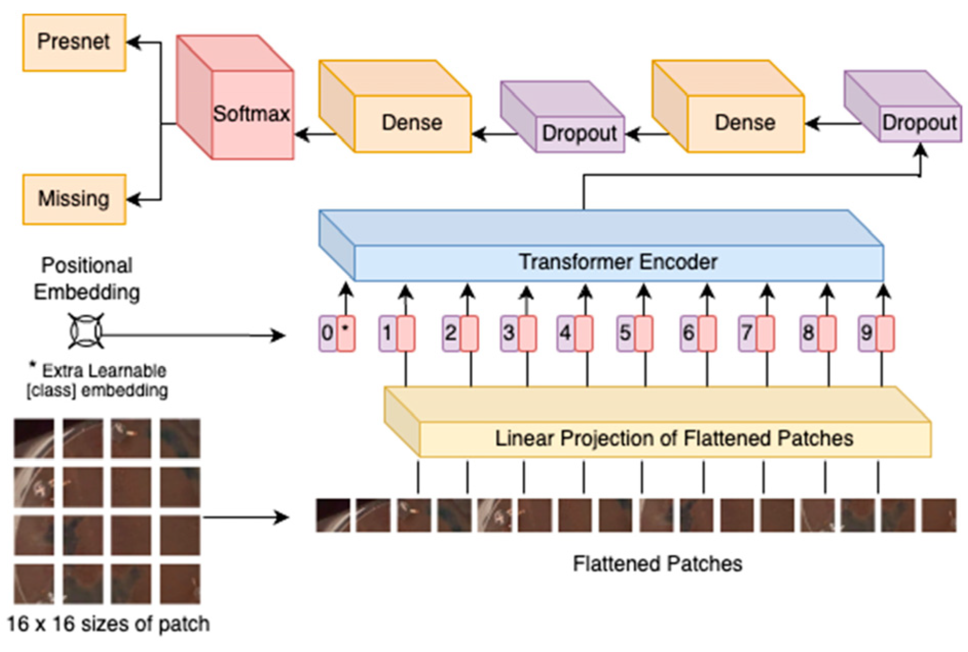 Presnet
Softmax
Dense
Dropout
Dense
Dropout
Missing
Positional
Embedding
Transformer Encoder
0 * 1 2 3 4 5 6 7 8 9
* Extra Learnable
[class] embedding
Linear Projection of Flattened Patches
Flattened Patches
16 x 16 sizes of patch